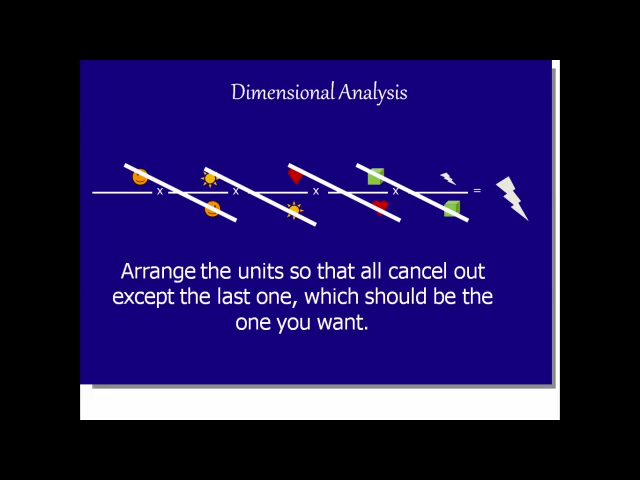 Dimensional Analysis
x x x x =
Arrange the units so that all cancel out
except the last one, which should be the
one you want.